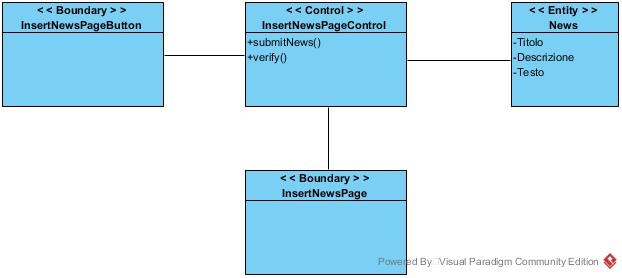 < < Boundary > >
InsertNewsPageButton
< < Control > >
InsertNewsPageControl
+submitNews()
+verify()
< < Entity > >
News
-Titolo
-Descrizione
-Testo
< < Boundary > >
InsertNewsPage
Powered By Visual Paradigm Community Edition